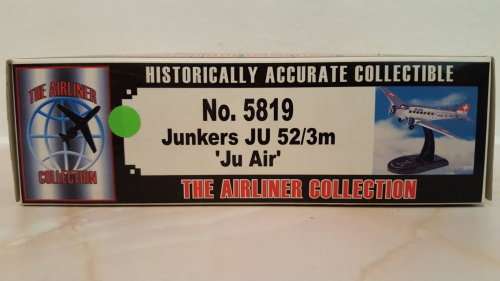 THE AIRLINER
COLLECTION
HISTORICALLY ACCURATE COLLECTIBLE
No. 5819
Junkers JU 52/3m
'Ju Air'
THE AIRLINER COLLECTION